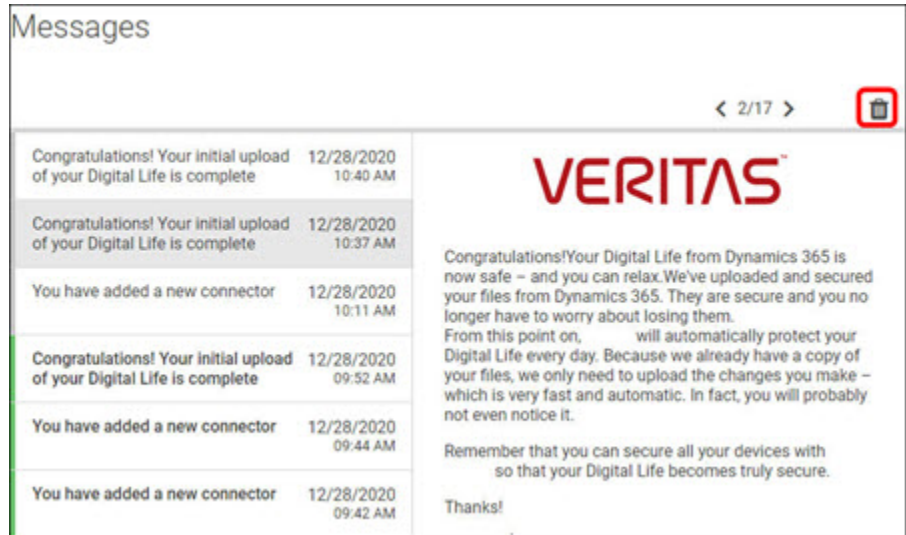 Messages
2/17
Congratulations! Your initial upload 12/28/2020
of your Digital Life is complete 10:40 AM
Congratulations! Your initial upload 12/28/2020
of your Digital Life is complete 10:37 AM
You have added a new connector 12/28/2020
10:11 AM
Congratulations! Your initial upload 12/28/2020
of your Digital Life is complete 09:52 AM
You have added a new connector 12/28/2020
09:44 AM
You have added a new connector 12/28/2020
09:42 AM
VERITAS™
Congratulations!Your Digital Life from Dynamics 365 is
now safe – and you can relax.We've uploaded and secured
your files from Dynamics 365. They are secure and you no
longer have to worry about losing them.
From this point on, will automatically protect your
Digital Life every day. Because we already have a copy of
your files, we only need to upload the changes you make –
which is very fast and automatic. In fact, you will probably
not even notice it.
Remember that you can secure all your devices with
so that your Digital Life becomes truly secure.
Thanks!